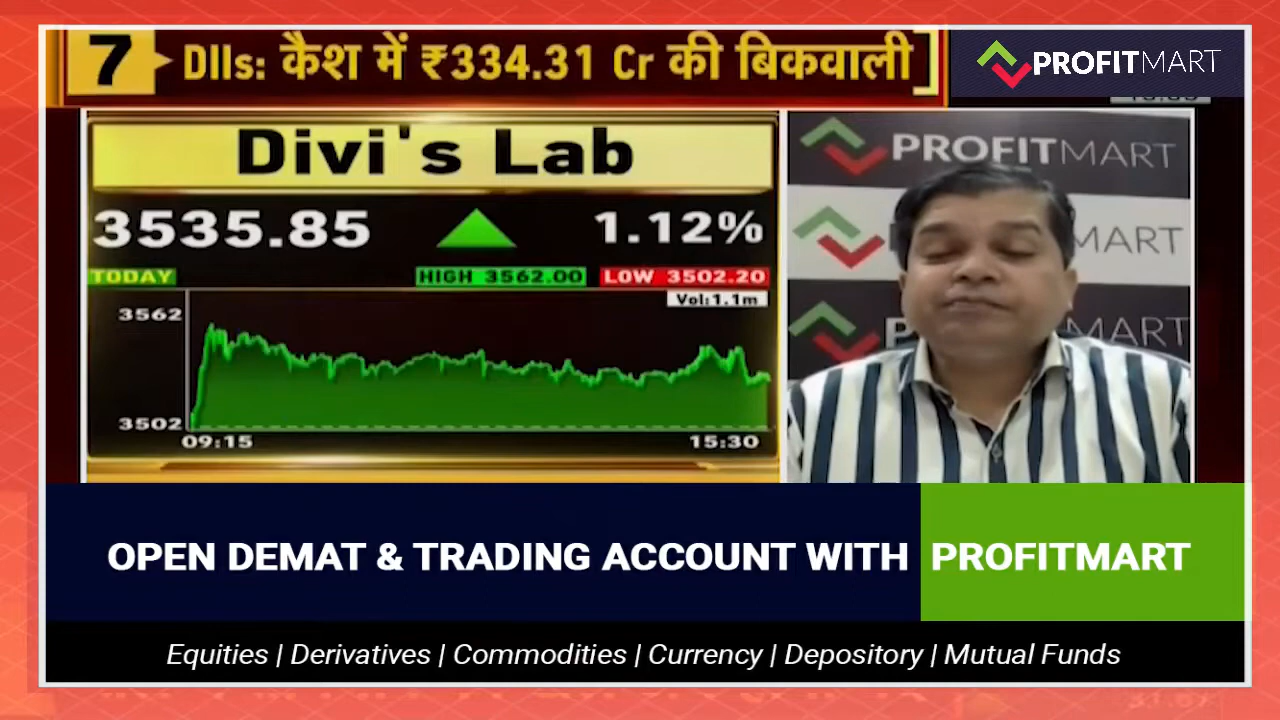 7 DIIs: कैश में ₹334.31 Cr की बिकवाली
PROFITMART
Divi's Lab
3535.85 1.12%
TODAY HIGH 3562.00 LOW 3502.20
Vol:1.1m
3562
3502
09:15 15:30
PROFITMART
MART
PROFITMART
OPEN DEMAT & TRADING ACCOUNT WITH PROFITMART
Equities | Derivatives | Commodities | Currency | Depository | Mutual Funds